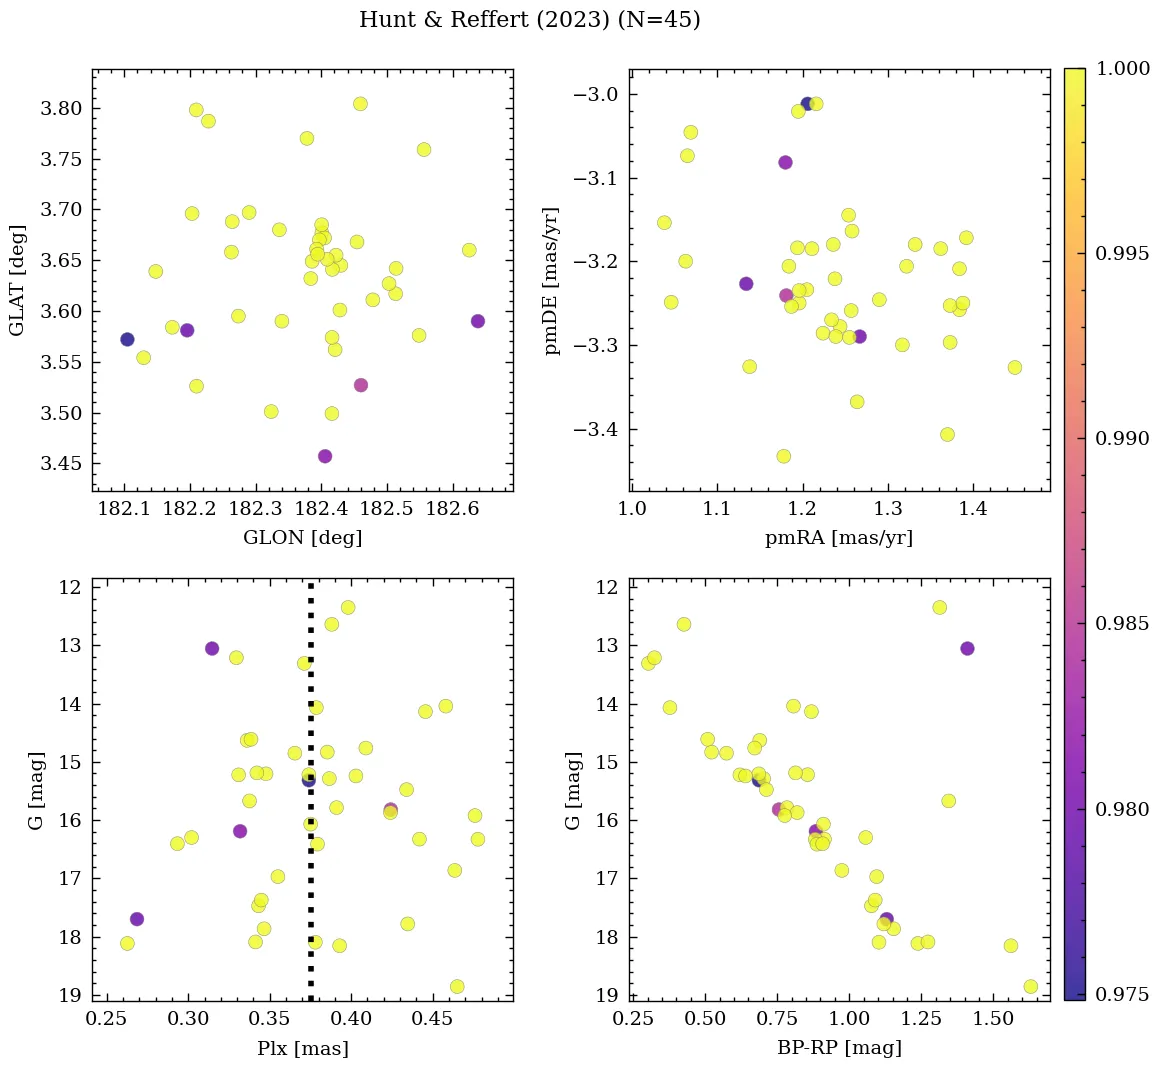 Hunt & Reffert (2023) (N=45)
3.80
3.75
3.70
3.65
3.60
3.55
3.50
3.45
GLAT [deg]
182.1 182.2 182.3 182.4 182.5 182.6
GLON [deg]
−3.0
−3.1
−3.2
−3.3
−3.4
pmDE [mas/yr]
1.0 1.1 1.2 1.3 1.4
pmRA [mas/yr]
12
13
14
15
16
17
18
19
G [mag]
0.25 0.30 0.35 0.40 0.45
Plx [mas]
12
13
14
15
16
17
18
19
G [mag]
0.25 0.50 0.75 1.00 1.25 1.50
BP-RP [mag]
1.000
0.995
0.990
0.985
0.980
0.975